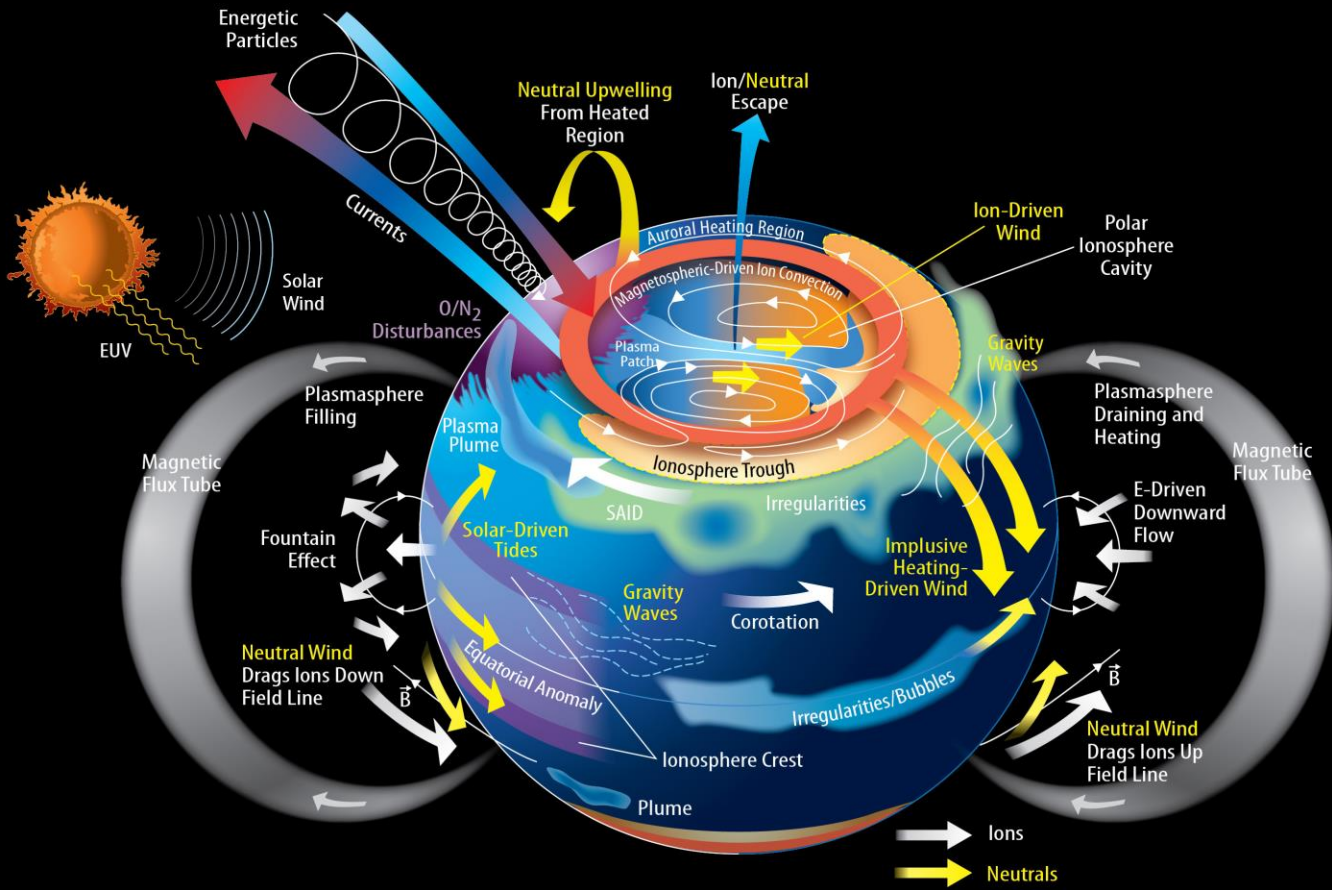 Energetic
Particles
Neutral Upwelling
From Heated
Region
Ion/Neutral
Escape
Currents
Auroral Heating Region
Ion-Driven
Wind
Polar
Ionosphere
Cavity
Solar
Wind
EUV
O/N₂
Disturbances
Magnetospheric-Driven Ion Convection
Plasma
Patch
Gravity
Waves
Plasmasphere
Filling
Plasma
Plume
Plasmasphere
Draining and
Heating
Magnetic
Flux Tube
Ionosphere Trough
Magnetic
Flux Tube
SAID
Irregularities
E-Driven
Downward
Flow
Fountain
Effect
Solar-Driven
Tides
Implusive
Heating-
Driven Wind
Gravity
Waves
Corotation
Neutral Wind
Drags Ions Down
Field Line
B⃗
Equatorial Anomaly
Irregularities/Bubbles
B⃗
Neutral Wind
Drags Ions Up
Field Line
Ionosphere Crest
Plume
Ions
Neutrals